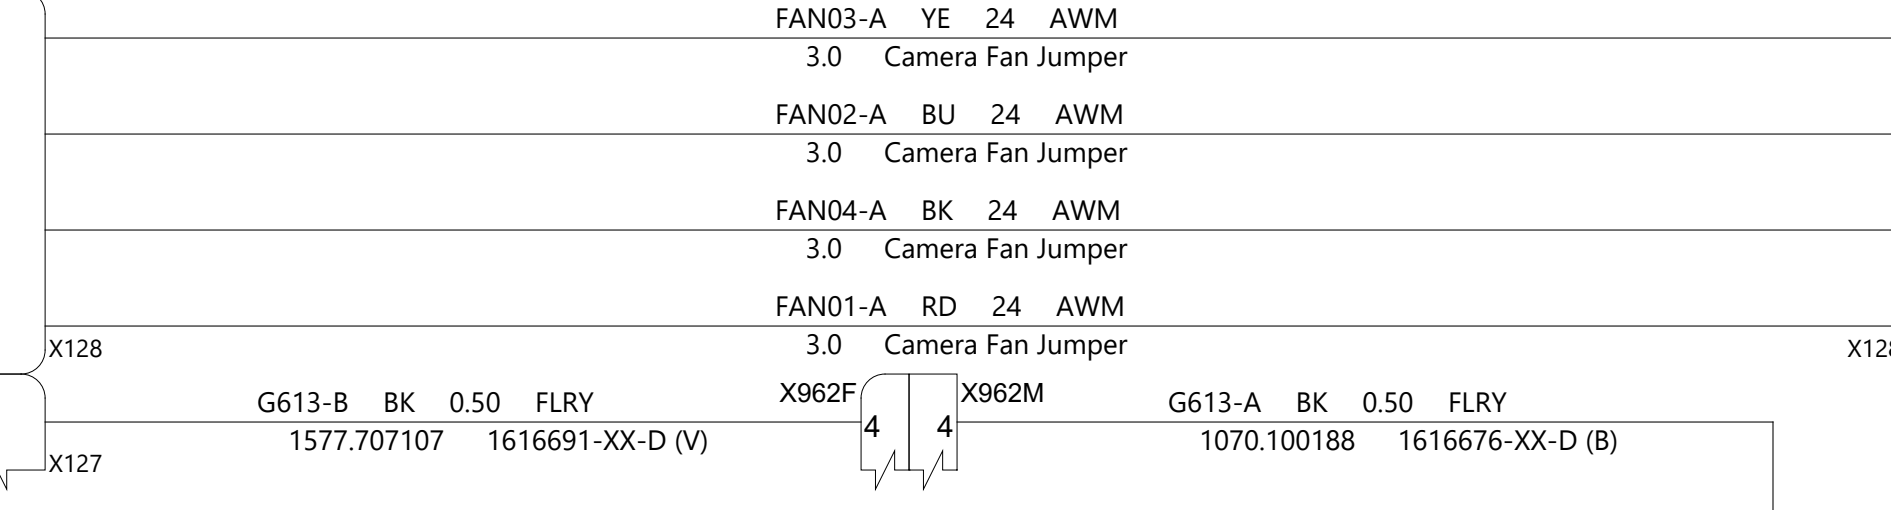 FAN03-A YE 24 AWM
3.0 Camera Fan Jumper
FAN02-A BU 24 AWM
3.0 Camera Fan Jumper
FAN04-A BK 24 AWM
3.0 Camera Fan Jumper
FAN01-A RD 24 AWM
X128 3.0 Camera Fan Jumper X128
G613-B BK 0.50 FLRY X962F X962M G613-A BK 0.50 FLRY
4 4
1577.707107 1616691-XX-D (V) 1070.100188 1616676-XX-D (B)
X127